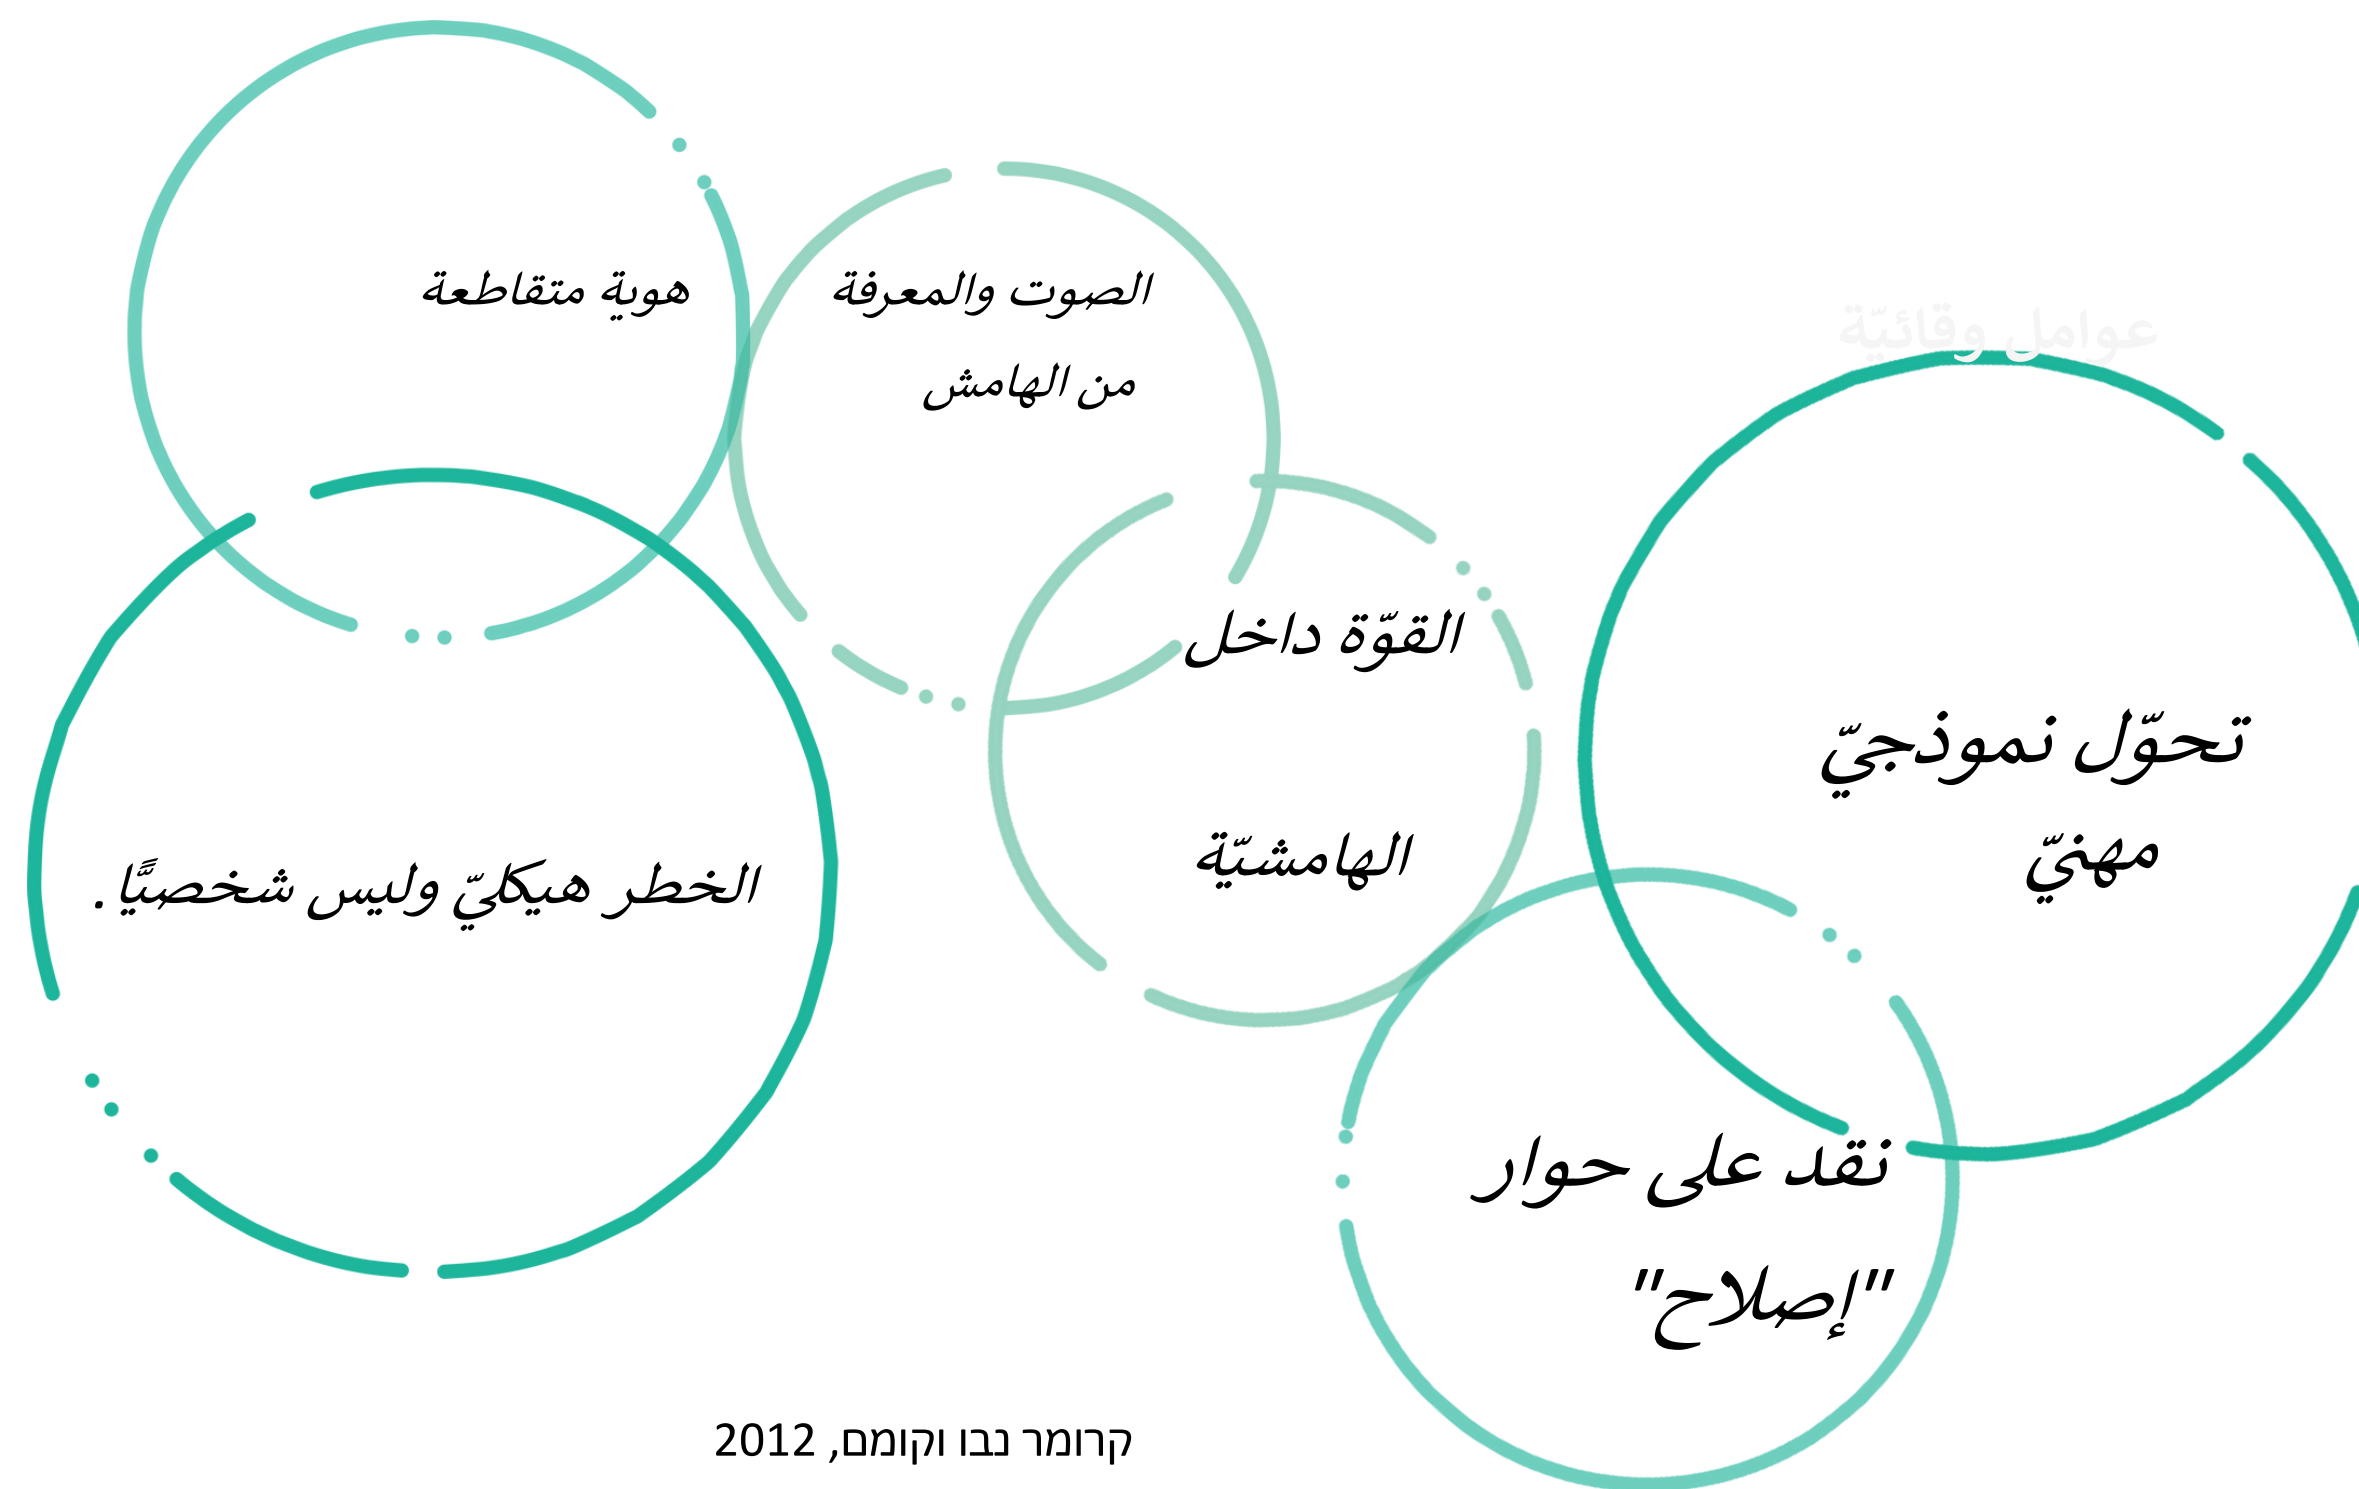 عوامل وقائيّة
هوية متقاطعة
الصوت والمعرفة
من الهامش
القوّة داخل
الهامشيّة
تحوّل نموذجيّ
مهنيّ
الخطر هيكليّ وليس شخصيًّا.
نقد على حوار
"إصلاح"
קרומר נבו וקומם, 2012